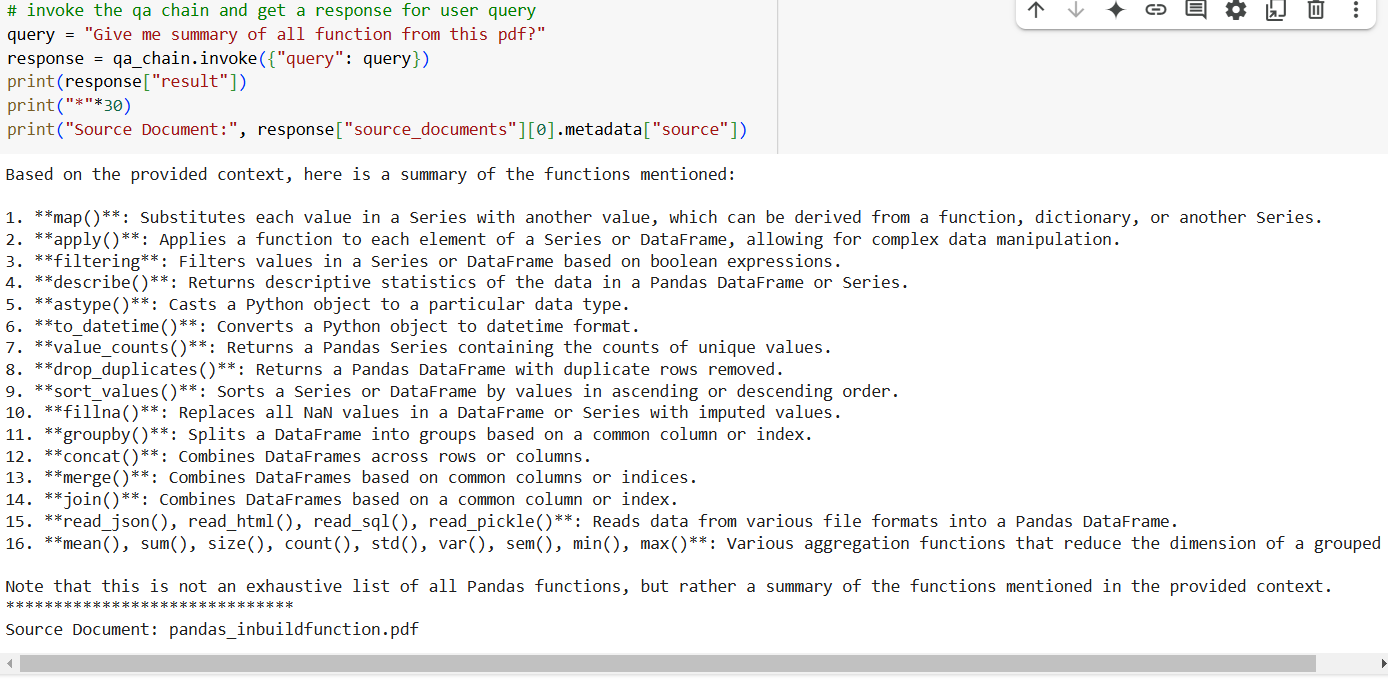 # invoke the qa chain and get a response for user query
query = "Give me summary of all function from this pdf?"
response = qa_chain.invoke({"query": query})
print(response["result"])
print("*"*30)
print("Source Document:", response["source_documents"][0].metadata["source"])
Based on the provided context, here is a summary of the functions mentioned:
1. **map()**: Substitutes each value in a Series with another value, which can be derived from a function, dictionary, or another Series.
2. **apply()**: Applies a function to each element of a Series or DataFrame, allowing for complex data manipulation.
3. **filtering**: Filters values in a Series or DataFrame based on boolean expressions.
4. **describe()**: Returns descriptive statistics of the data in a Pandas DataFrame or Series.
5. **astype()**: Casts a Python object to a particular data type.
6. **to_datetime()**: Converts a Python object to datetime format.
7. **value_counts()**: Returns a Pandas Series containing the counts of unique values.
8. **drop_duplicates()**: Returns a Pandas DataFrame with duplicate rows removed.
9. **sort_values()**: Sorts a Series or DataFrame by values in ascending or descending order.
10. **fillna()**: Replaces all NaN values in a DataFrame or Series with imputed values.
11. **groupby()**: Splits a DataFrame into groups based on a common column or index.
12. **concat()**: Combines DataFrames across rows or columns.
13. **merge()**: Combines DataFrames based on common columns or indices.
14. **join()**: Combines DataFrames based on a common column or index.
15. **read_json(), read_html(), read_sql(), read_pickle()**: Reads data from various file formats into a Pandas DataFrame.
16. **mean(), sum(), size(), count(), std(), var(), sem(), min(), max()**: Various aggregation functions that reduce the dimension of a grouped
Note that this is not an exhaustive list of all Pandas functions, but rather a summary of the functions mentioned in the provided context.
******************************
Source Document: pandas_inbuildfunction.pdf